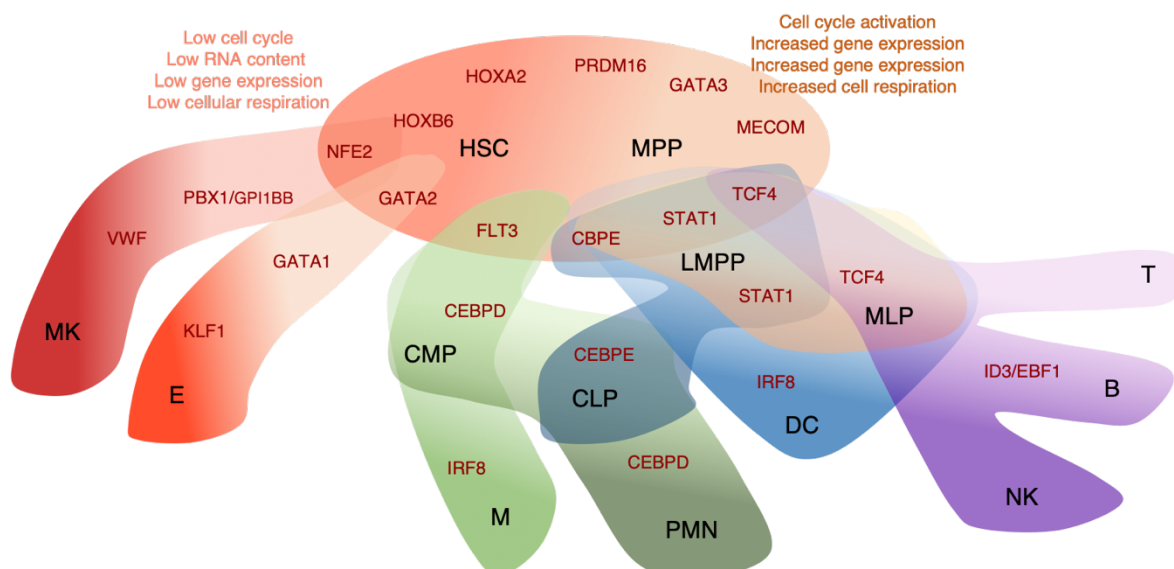 Low cell cycle
Low RNA content
Low gene expression
Low cellular respiration
Cell cycle activation
Increased gene expression
Increased gene expression
Increased cell respiration
PRDM16
HOXA2
GATA3
HOXB6
MECOM
NFE2
HSC
MPP
PBX1/GPI1BB
GATA2
TCF4
VWF
FLT3
STAT1
CBPE
GATA1
LMPP
TCF4
T
STAT1
MK
KLF1
CEBPD
MLP
CMP
CEBPE
ID3/EBF1
E
CLP
IRF8
B
DC
IRF8
CEBPD
NK
M
PMN